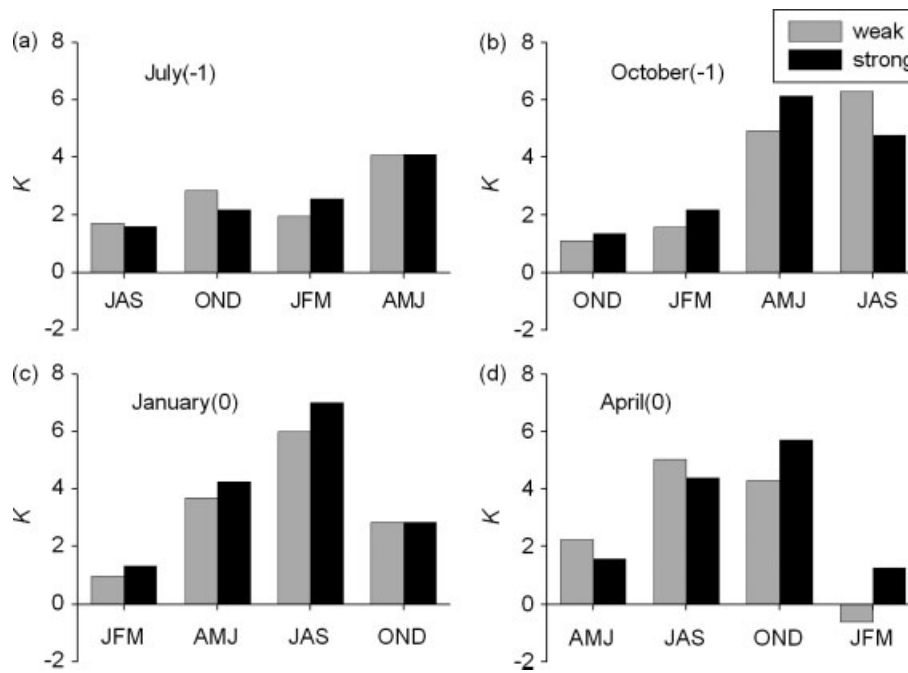 (a)
July(-1)
8
6
4
2
0
-2
K
JAS OND JFM AMJ
(b)
October(-1)
weak
strong
8
6
4
2
0
-2
K
OND JFM AMJ JAS
(c)
January(0)
8
6
4
2
0
-2
K
JFM AMJ JAS OND
(d)
April(0)
8
6
4
2
0
-2
K
AMJ JAS OND JFM